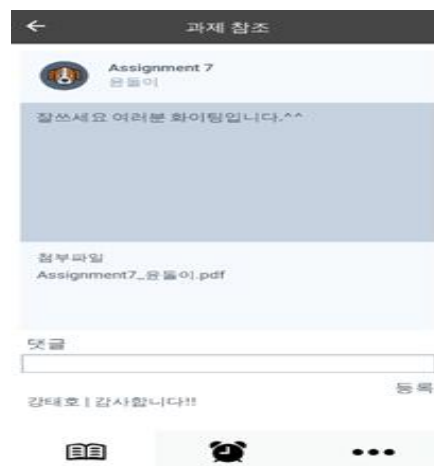 과제 참조
Assignment 7
윤돌이
잘쓰세요 여러분 화이팅입니다.^^
첨부파일
Assignment7_윤돌이.pdf
댓글
등록
강태호 | 감사합니다!!